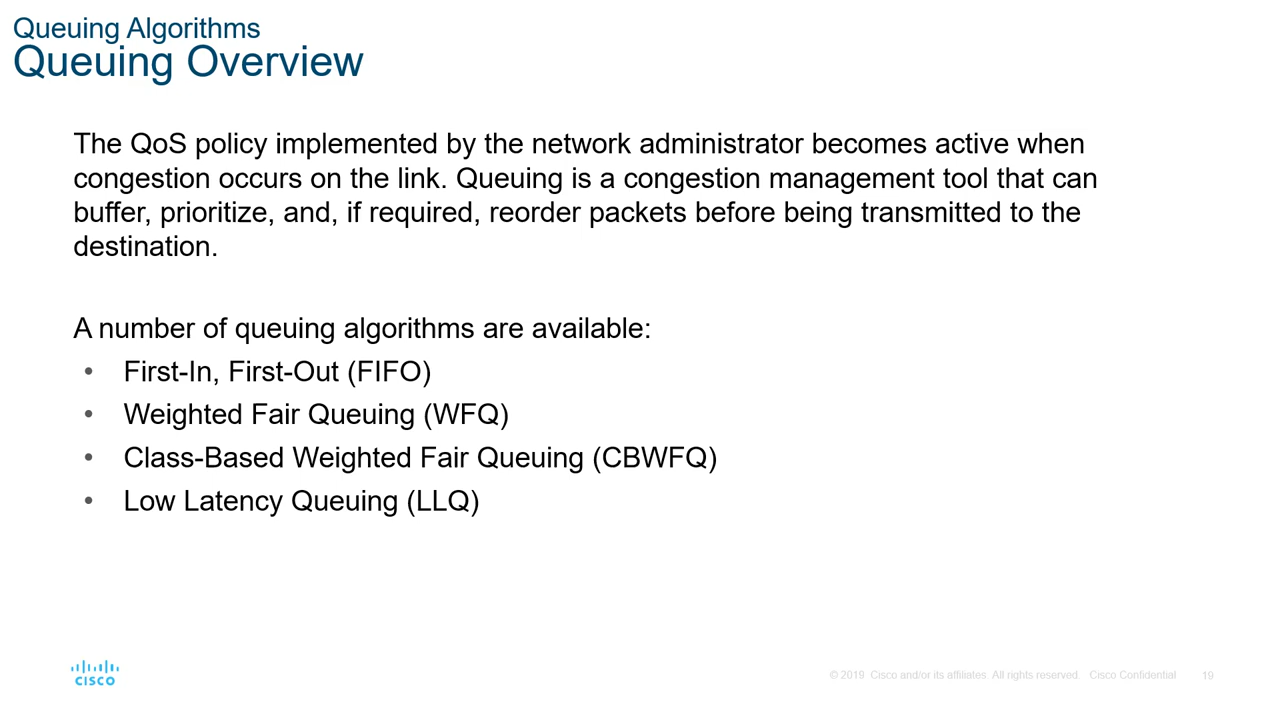 Queuing Algorithms
Queuing Overview
The QoS policy implemented by the network administrator becomes active when
congestion occurs on the link. Queuing is a congestion management tool that can
buffer, prioritize, and, if required, reorder packets before being transmitted to the
destination.
A number of queuing algorithms are available:
• First-In, First-Out (FIFO)
• Weighted Fair Queuing (WFQ)
• Class-Based Weighted Fair Queuing (CBWFQ)
• Low Latency Queuing (LLQ)
CISCO
© 2019 Cisco and/or its affiliates. All rights reserved. Cisco Confidential 19